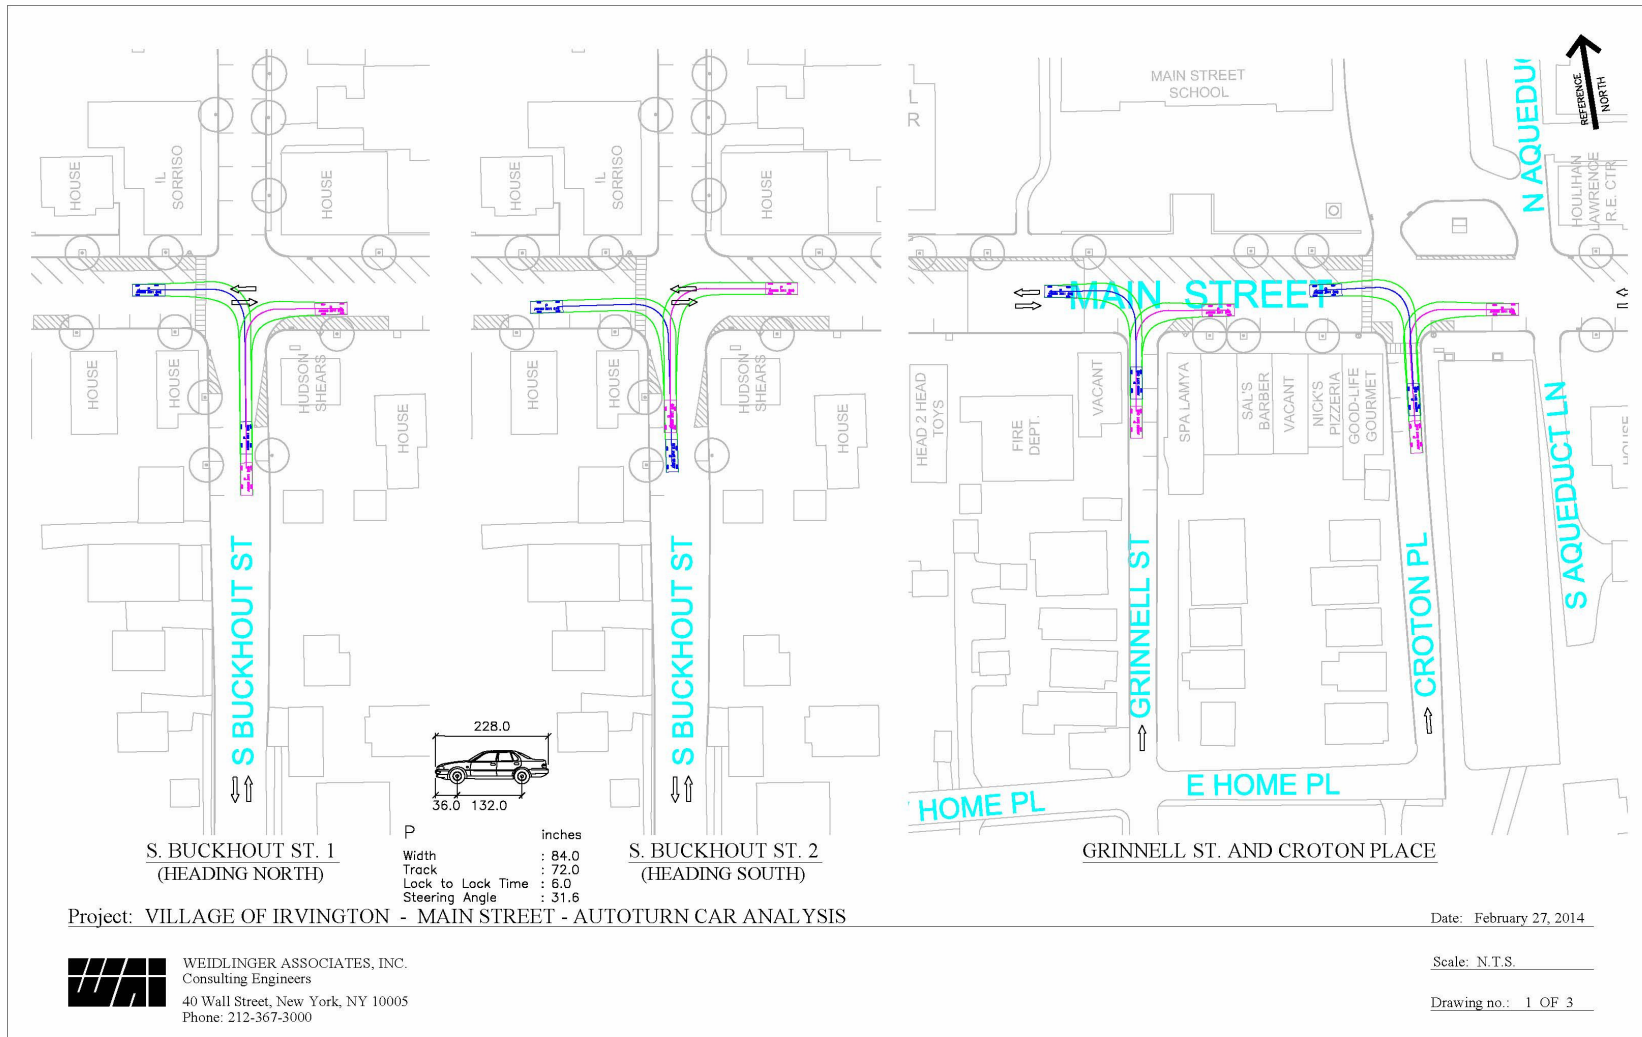 MAIN STREET
SCHOOL
L
R
N AQUEDUC
REFERENCE
NORTH
HOULIHAN
LAWRENCE
R.E. CTR
HOUSE
IL
SORRISO
HOUSE
HOUSE
IL
SORRISO
HOUSE
MAIN STREET
HOUSE
HOUSE
HUDSON
SHEARS
HOUSE
HOUSE
HOUSE
HUDSON
SHEARS
HOUSE
HEAD 2 HEAD
TOYS
FIRE
DEPT.
VACANT
SPA LAMYA
SAL'S
BARBER
VACANT
NICK'S
PIZZERIA
GOOD-LIFE
GOURMET
S AQUEDUCT LN
HOUSE
S BUCKHOUT ST
S BUCKHOUT ST
GRINNELL ST
CROTON PL
HOME PL
E HOME PL
228.0
36.0
132.0
P
inches
Width : 84.0
Track : 72.0
Lock to Lock Time : 6.0
Steering Angle : 31.6
S. BUCKHOUT ST. 1
(HEADING NORTH)
S. BUCKHOUT ST. 2
(HEADING SOUTH)
GRINNELL ST. AND CROTON PLACE
Project: VILLAGE OF IRVINGTON - MAIN STREET - AUTOTURN CAR ANALYSIS
Date: February 27, 2014
WAI
WEIDLINGER ASSOCIATES, INC.
Consulting Engineers
40 Wall Street, New York, NY 10005
Phone: 212-367-3000
Scale: N.T.S.
Drawing no.: 1 OF 3